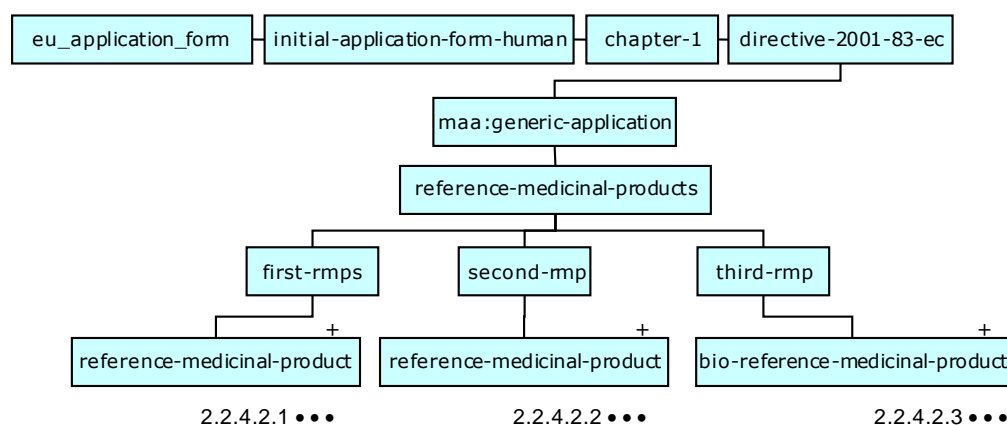 eu_application_form initial-application-form-human chapter-1 directive-2001-83-ec
maa:generic-application
reference-medicinal-products
first-rmps second-rmp third-rmp
+ + +
reference-medicinal-product reference-medicinal-product bio-reference-medicinal-product
2.2.4.2.1 ••• 2.2.4.2.2 ••• 2.2.4.2.3 •••